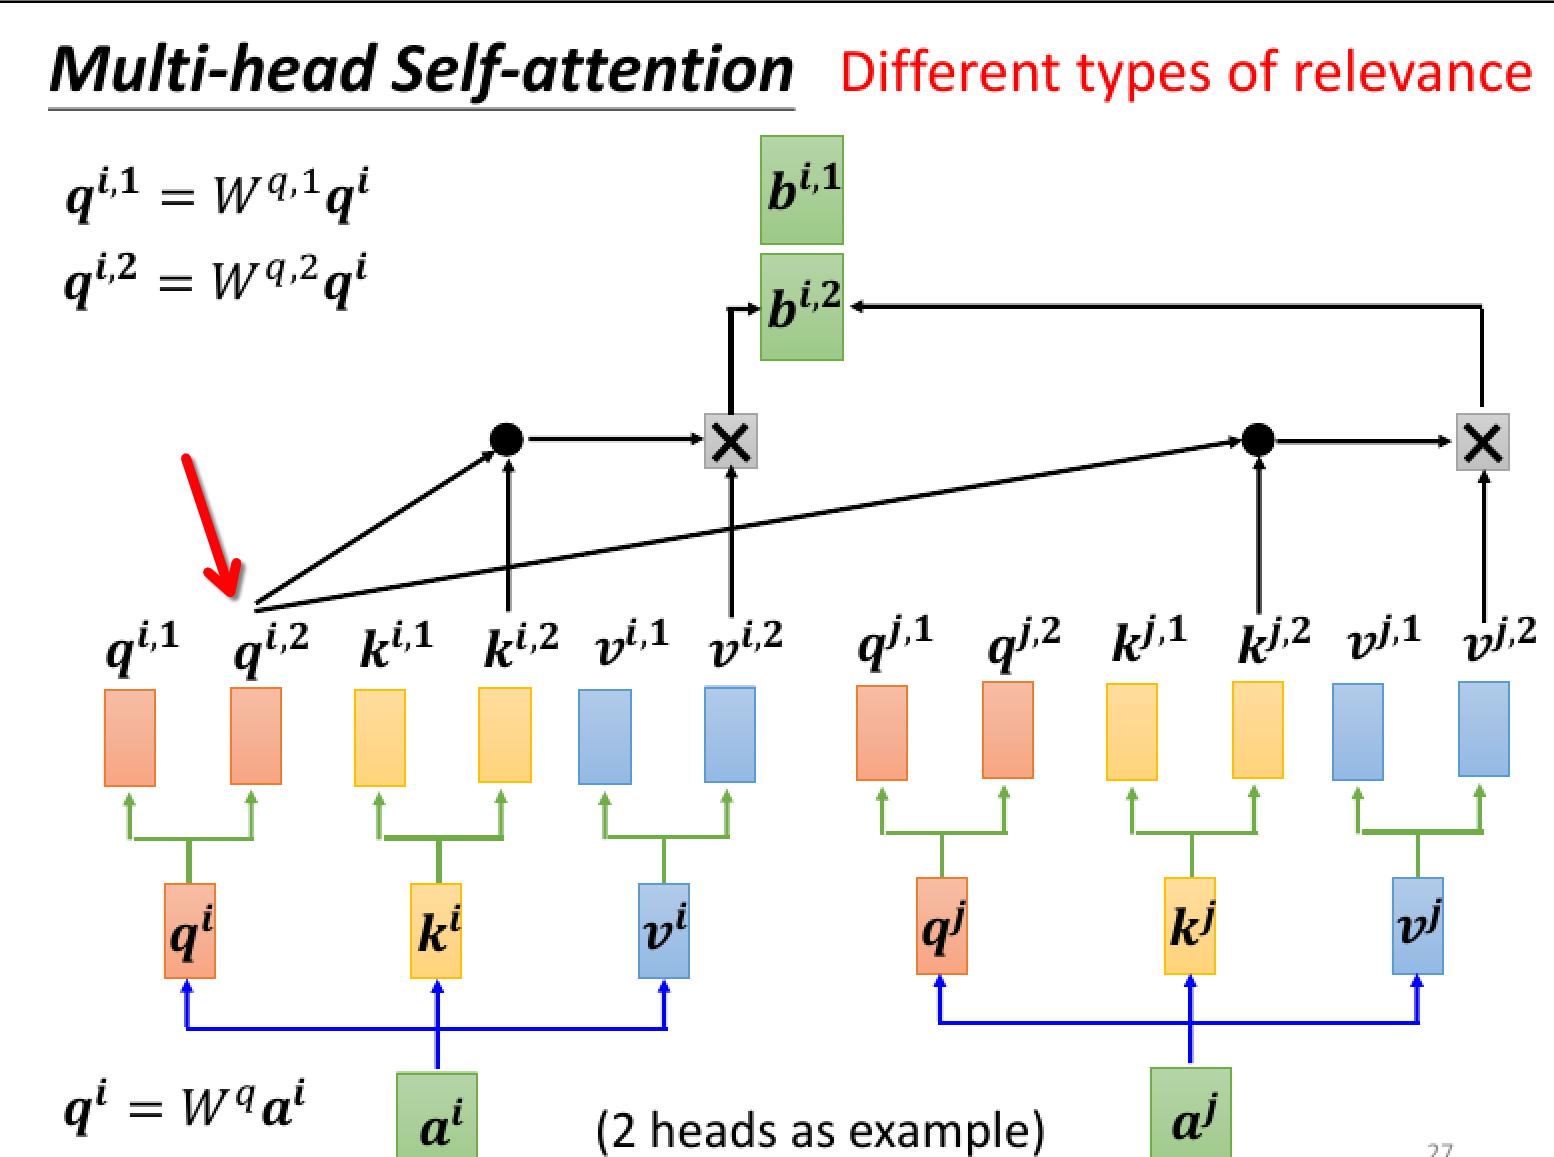 Multi-head Self-attention Different types of relevance
q^{i,1} = W^{q,1}q^i
q^{i,2} = W^{q,2}q^i
b^{i,1}
b^{i,2}
q^{i,1} q^{i,2} k^{i,1} k^{i,2} v^{i,1} v^{i,2} q^{j,1} q^{j,2} k^{j,1} k^{j,2} v^{j,1} v^{j,2}
q^i k^i v^i q^j k^j v^j
q^i = W^q a^i
a^i (2 heads as example) a^j
27